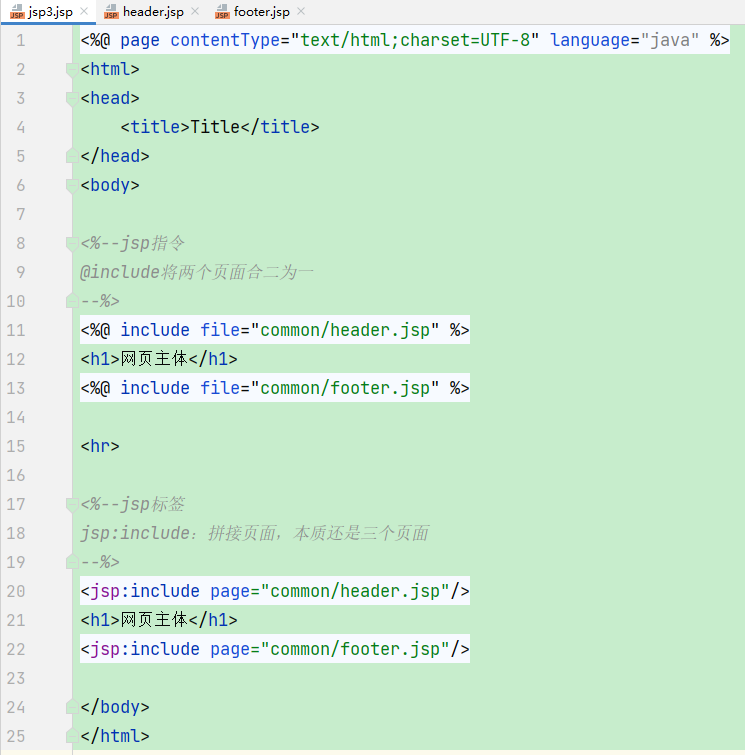 jsp3.jsp header.jsp footer.jsp
1 <%@ page contentType="text/html;charset=UTF-8" language="java" %>
2 <html>
3 <head>
4     <title>Title</title>
5 </head>
6 <body>
7
8 <%--jsp指令
9 @include将两个页面合二为一
10 --%>
11 <%@ include file="common/header.jsp" %>
12 <h1>网页主体</h1>
13 <%@ include file="common/footer.jsp" %>
14
15 <hr>
16
17 <%--jsp标签
18 jsp:include：拼接页面，本质还是三个页面
19 --%>
20 <jsp:include page="common/header.jsp"/>
21 <h1>网页主体</h1>
22 <jsp:include page="common/footer.jsp"/>
23
24 </body>
25 </html>